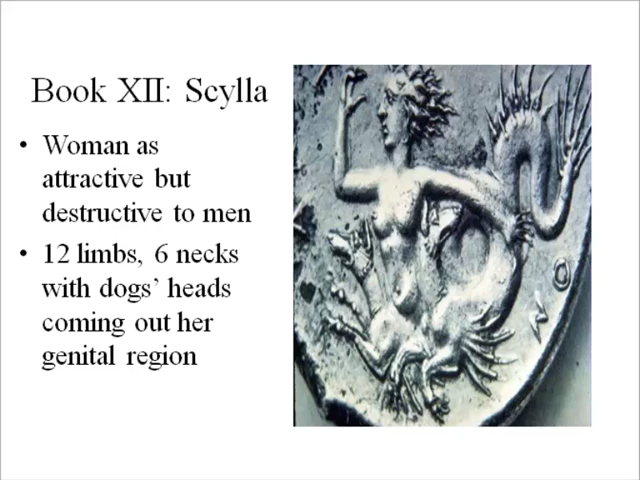 Book XII: Scylla
• Woman as
attractive but
destructive to men
• 12 limbs, 6 necks
with dogs’ heads
coming out her
genital region